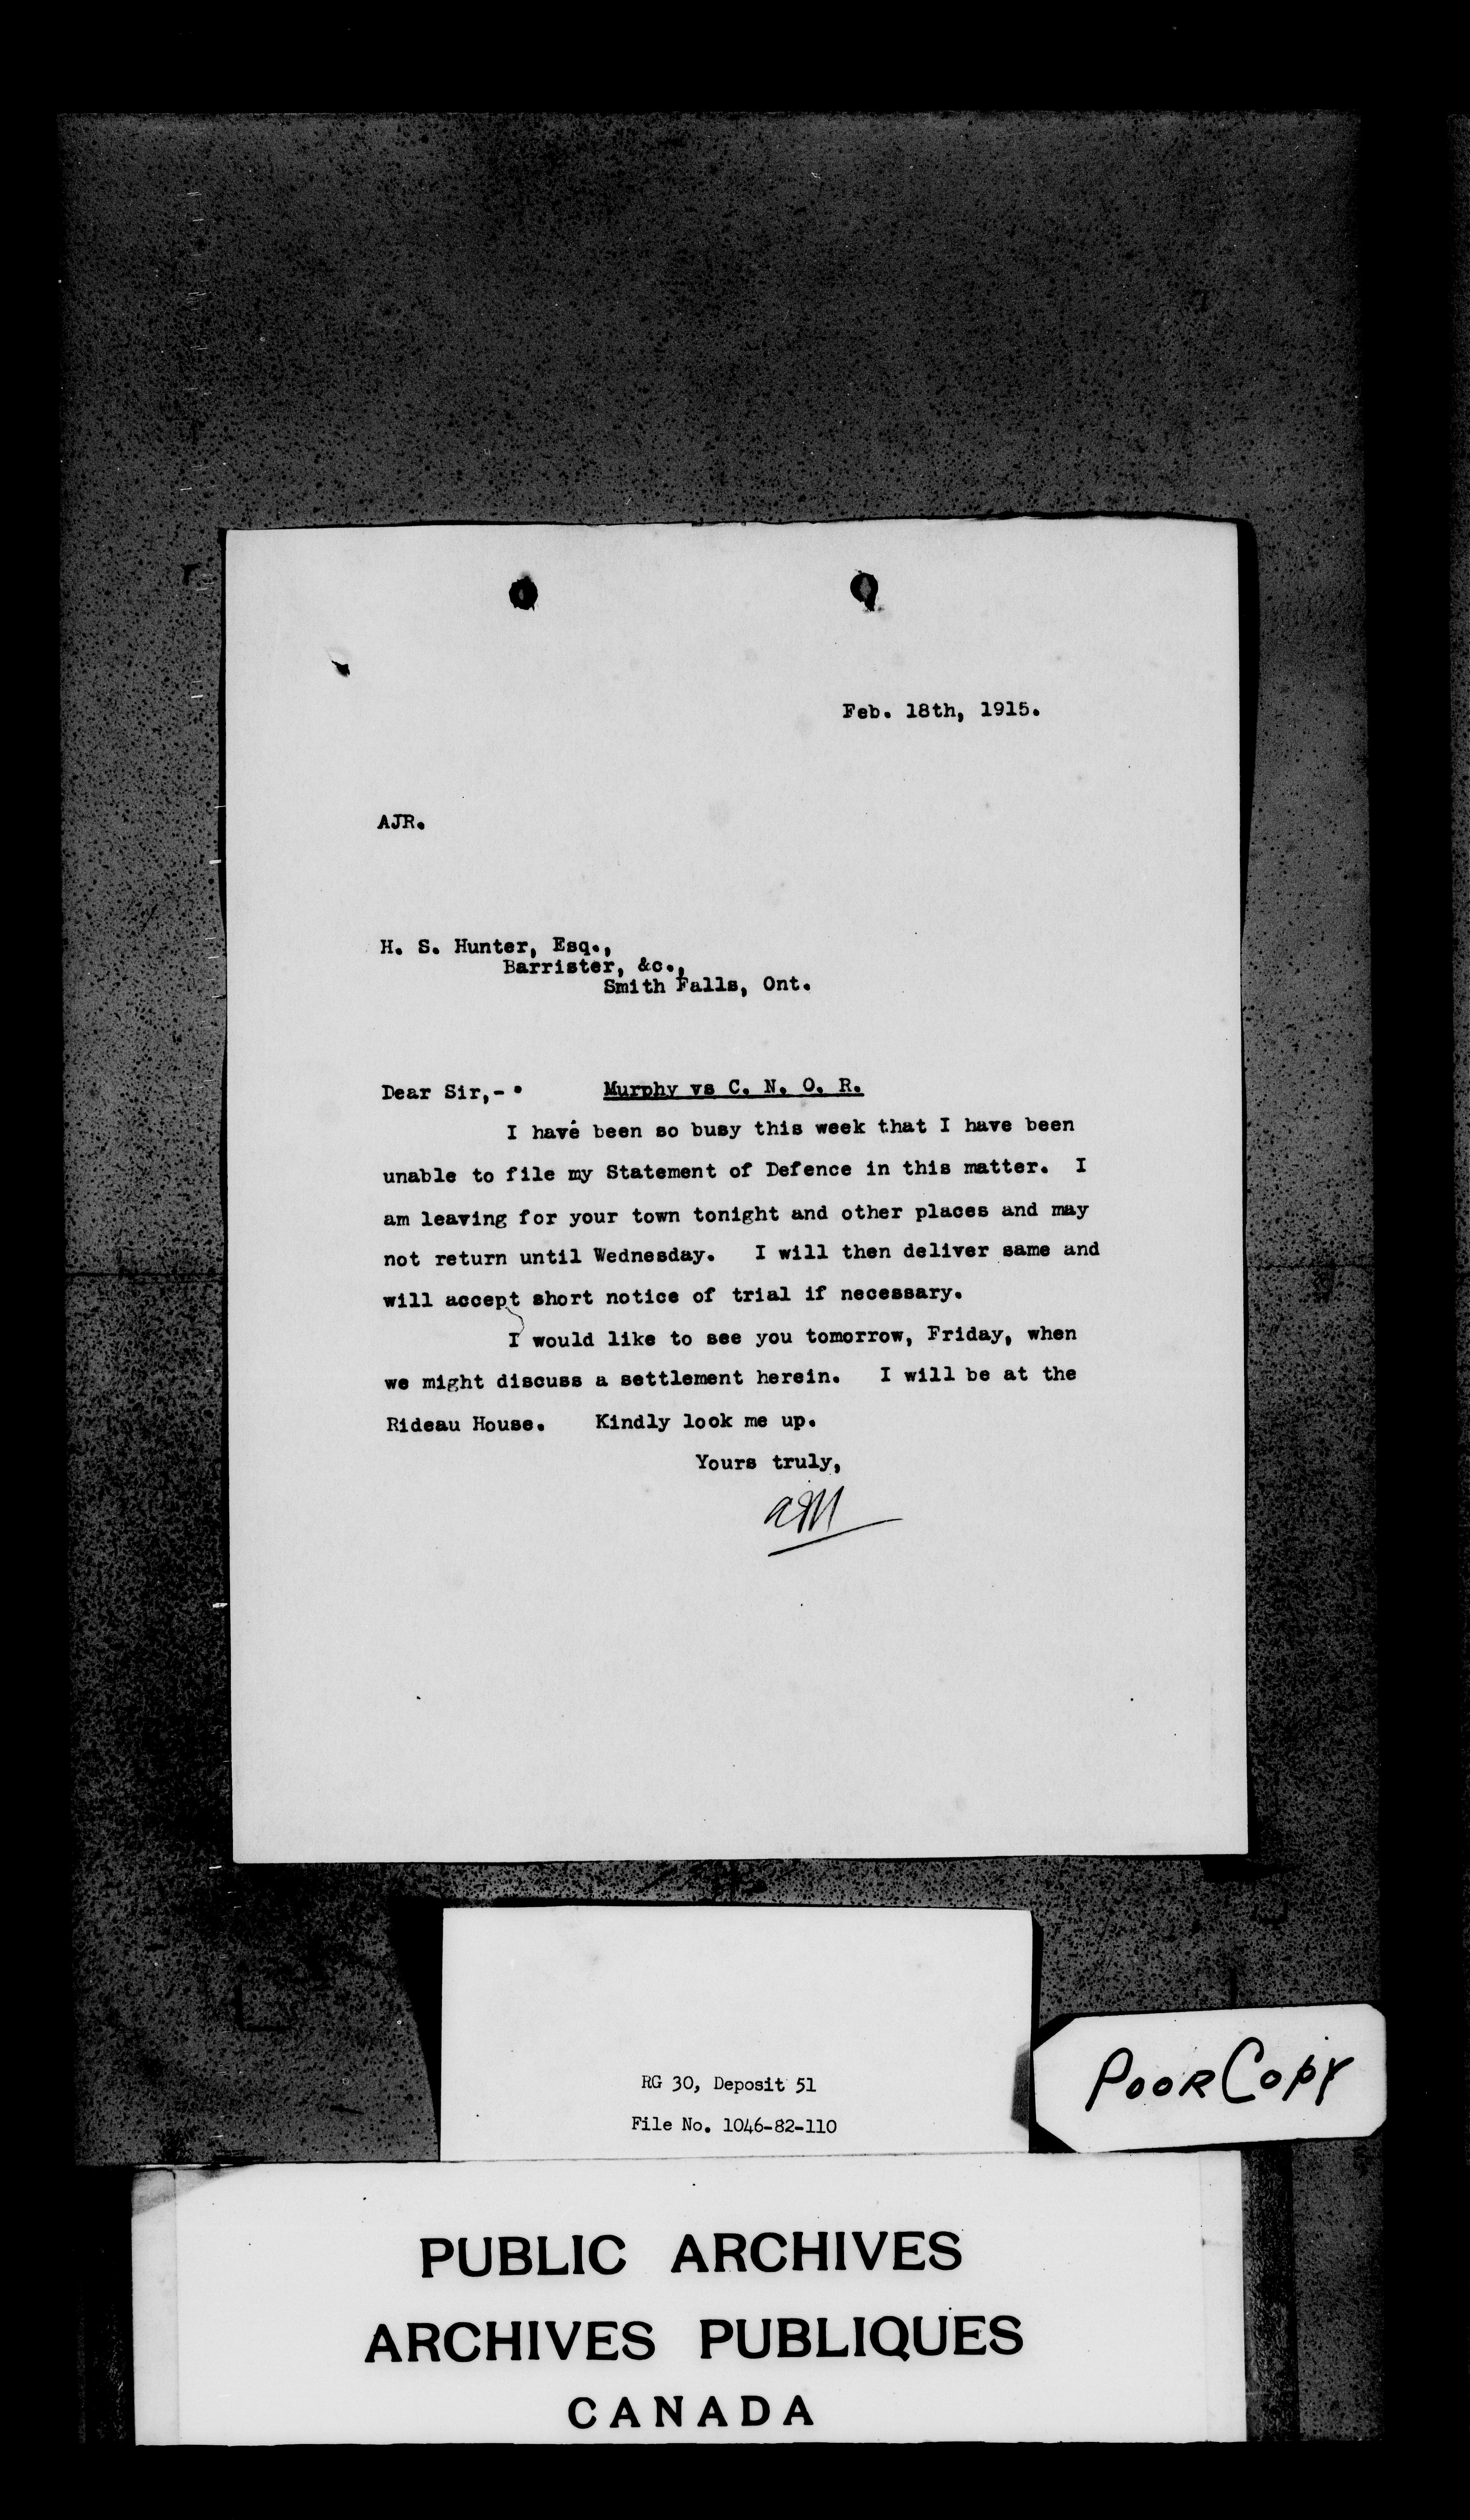 Feb. 18th, 1915.
AJR.
H. S. Hunter, Esq.,
Barrister, &c.,
Smith Falls, Ont.
Dear Sir,-
Murphy vs C. N. O. R.
I have been so busy this week that I have been
unable to file my Statement of Defence in this matter. I
am leaving for your town tonight and other places and may
not return until Wednesday. I will then deliver same and
will accept short notice of trial if necessary.
I would like to see you tomorrow, Friday, when
we might discuss a settlement herein. I will be at the
Rideau House. Kindly look me up.
Yours truly,
RG 30, Deposit 51
File No. 1046-82-110
POOR COPY
PUBLIC ARCHIVES
ARCHIVES PUBLIQUES
CANADA